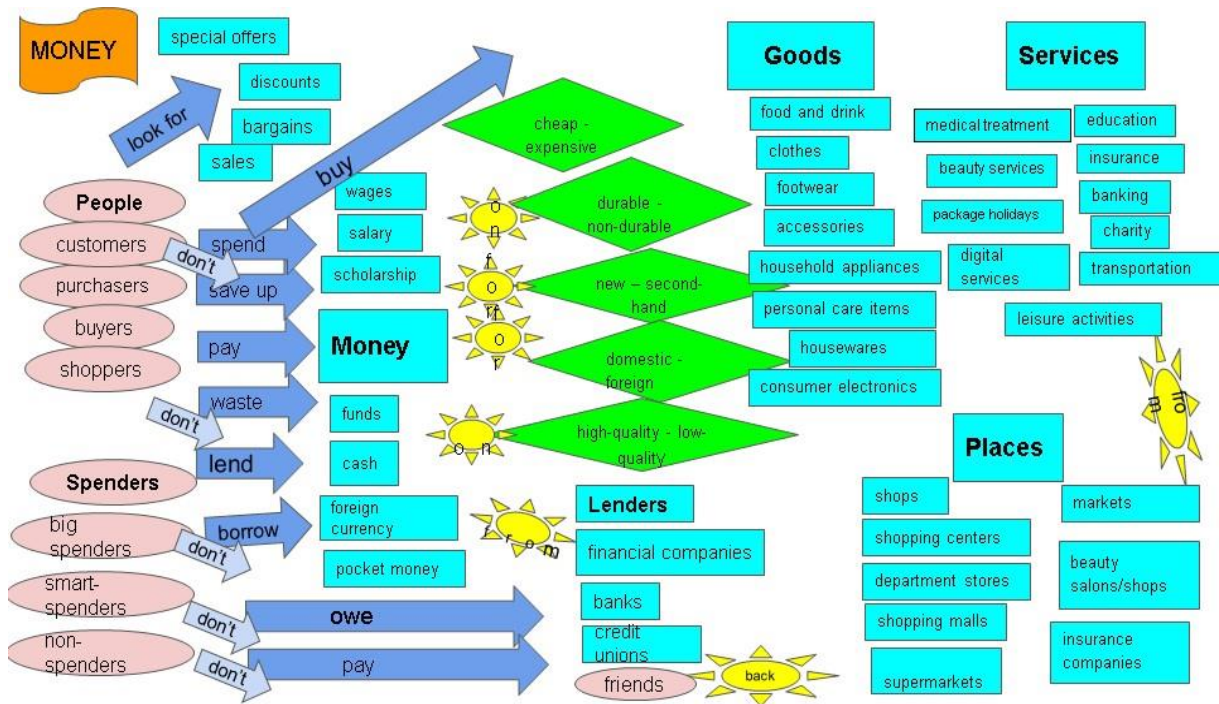 MONEY
special offers
discounts
bargains
sales
look for
buy
People
customers
purchasers
buyers
shoppers
don't
spend
save up
pay
waste
don't
lend
borrow
Spenders
big
spenders
smart-
spenders
non-
spenders
don't
don't
don't
owe
pay
wages
salary
scholarship
Money
funds
cash
foreign
currency
pocket money
on
for
for
on
from
cheap -
expensive
durable -
non-durable
new – second-
hand
domestic -
foreign
high-quality - low-
quality
Lenders
financial companies
banks
credit
unions
friends
back
Goods
food and drink
clothes
footwear
accessories
household appliances
personal care items
housewares
consumer electronics
Services
medical treatment
beauty services
package holidays
digital
services
education
insurance
banking
charity
transportation
leisure activities
from
Places
shops
shopping centers
department stores
shopping malls
supermarkets
markets
beauty
salons/shops
insurance
companies